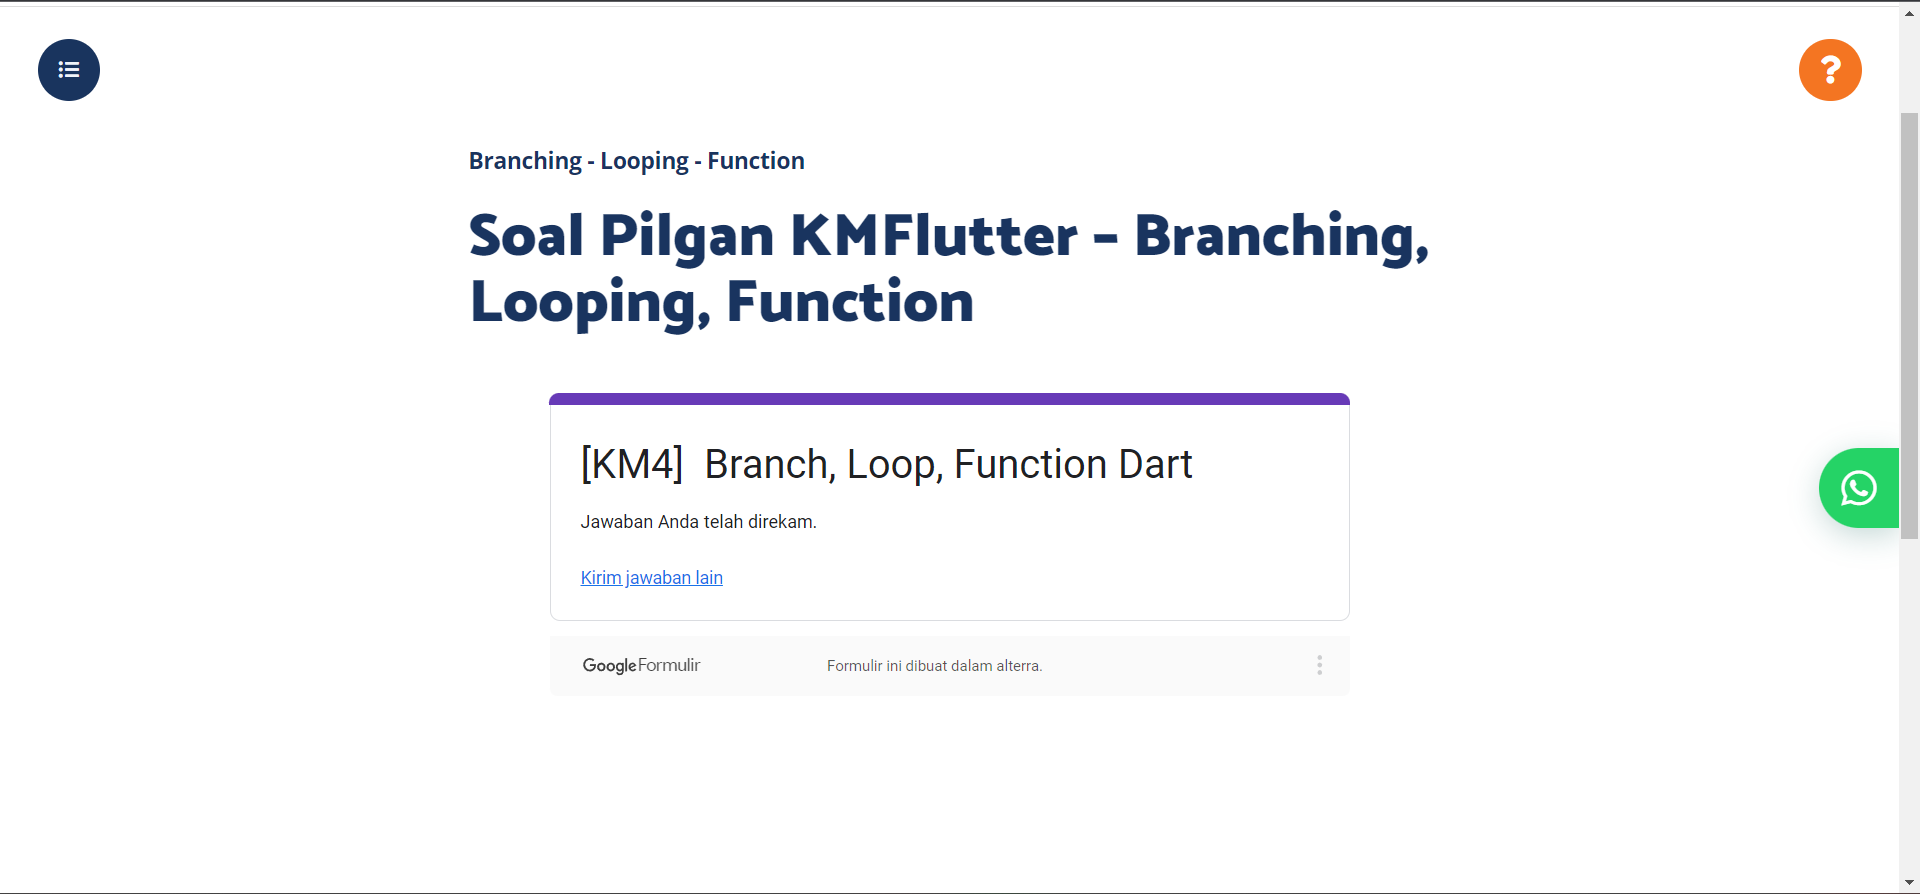 Branching - Looping - Function
Soal Pilgan KMFlutter – Branching,
Looping, Function
[KM4]  Branch, Loop, Function Dart
Jawaban Anda telah direkam.
Kirim jawaban lain
Google Formulir
Formulir ini dibuat dalam alterra.